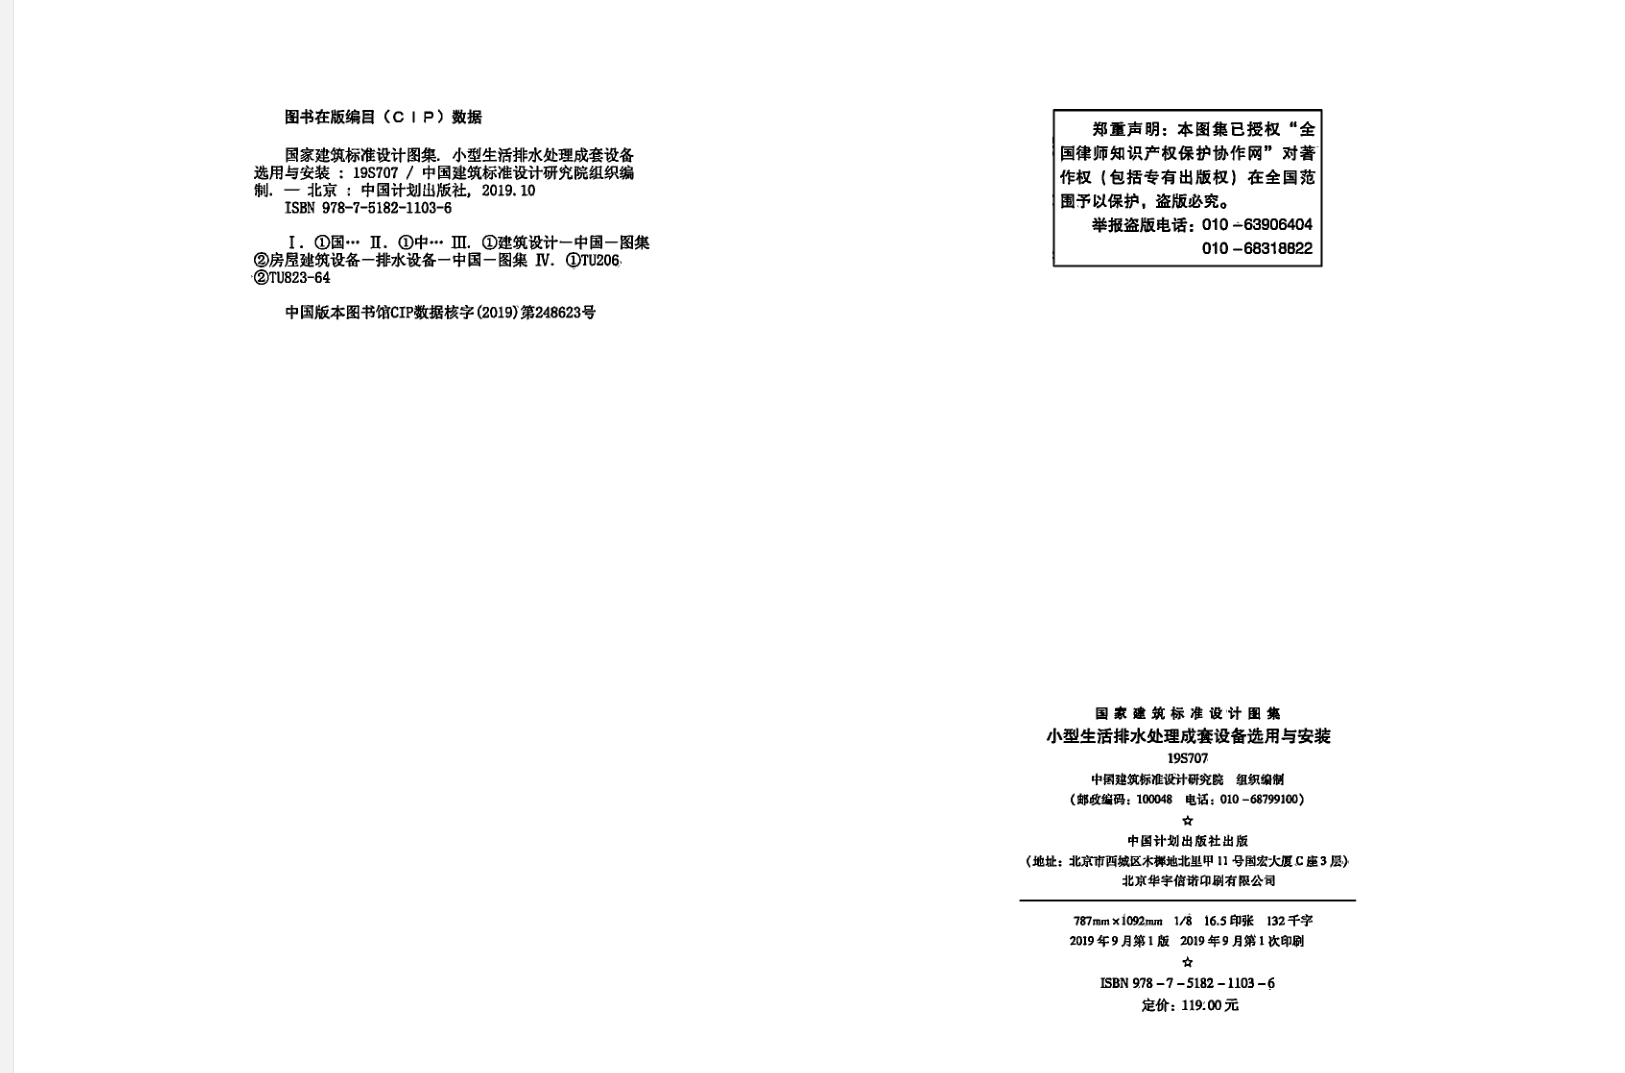 图书在版编目（CIP）数据
国家建筑标准设计图集. 小型生活排水处理成套设备
选用与安装 : 19S707 / 中国建筑标准设计研究院组织编
制. — 北京 : 中国计划出版社, 2019.10
ISBN 978-7-5182-1103-6
Ⅰ. ①国… Ⅱ. ①中… Ⅲ. ①建筑设计－中国－图集
②房屋建筑设备－排水设备－中国－图集 Ⅳ. ①TU206
②TU823-64
中国版本图书馆CIP数据核字(2019)第248623号
郑重声明：本图集已授权“全
国律师知识产权保护协作网”对著
作权（包括专有出版权）在全国范
围予以保护，盗版必究。
举报盗版电话：010－63906404
010－68318822
国家建筑标准设计图集
小型生活排水处理成套设备选用与安装
19S707
中国建筑标准设计研究院 组织编制
（邮政编码：100048 电话：010－68799100）
☆
中国计划出版社出版
（地址：北京市西城区木樨地北里甲11号国宏大厦C座3层）
北京华宇信诺印刷有限公司
787mm×1092mm 1/8 16.5印张 132千字
2019年9月第1版 2019年9月第1次印刷
☆
ISBN 978－7－5182－1103－6
定价：119.00元